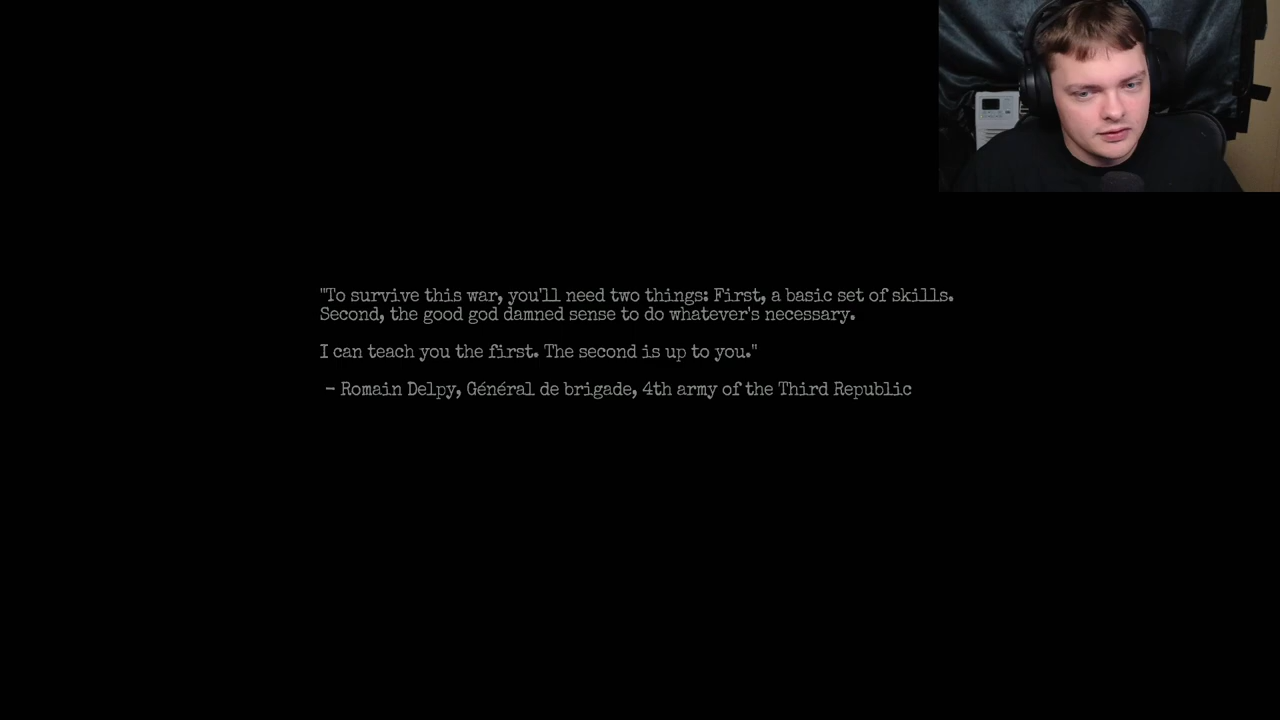 "To survive this war, you'll need two things: First, a basic set of skills.
Second, the good god damned sense to do whatever's necessary.
I can teach you the first. The second is up to you."
- Romain Delpy, Général de brigade, 4th army of the Third Republic